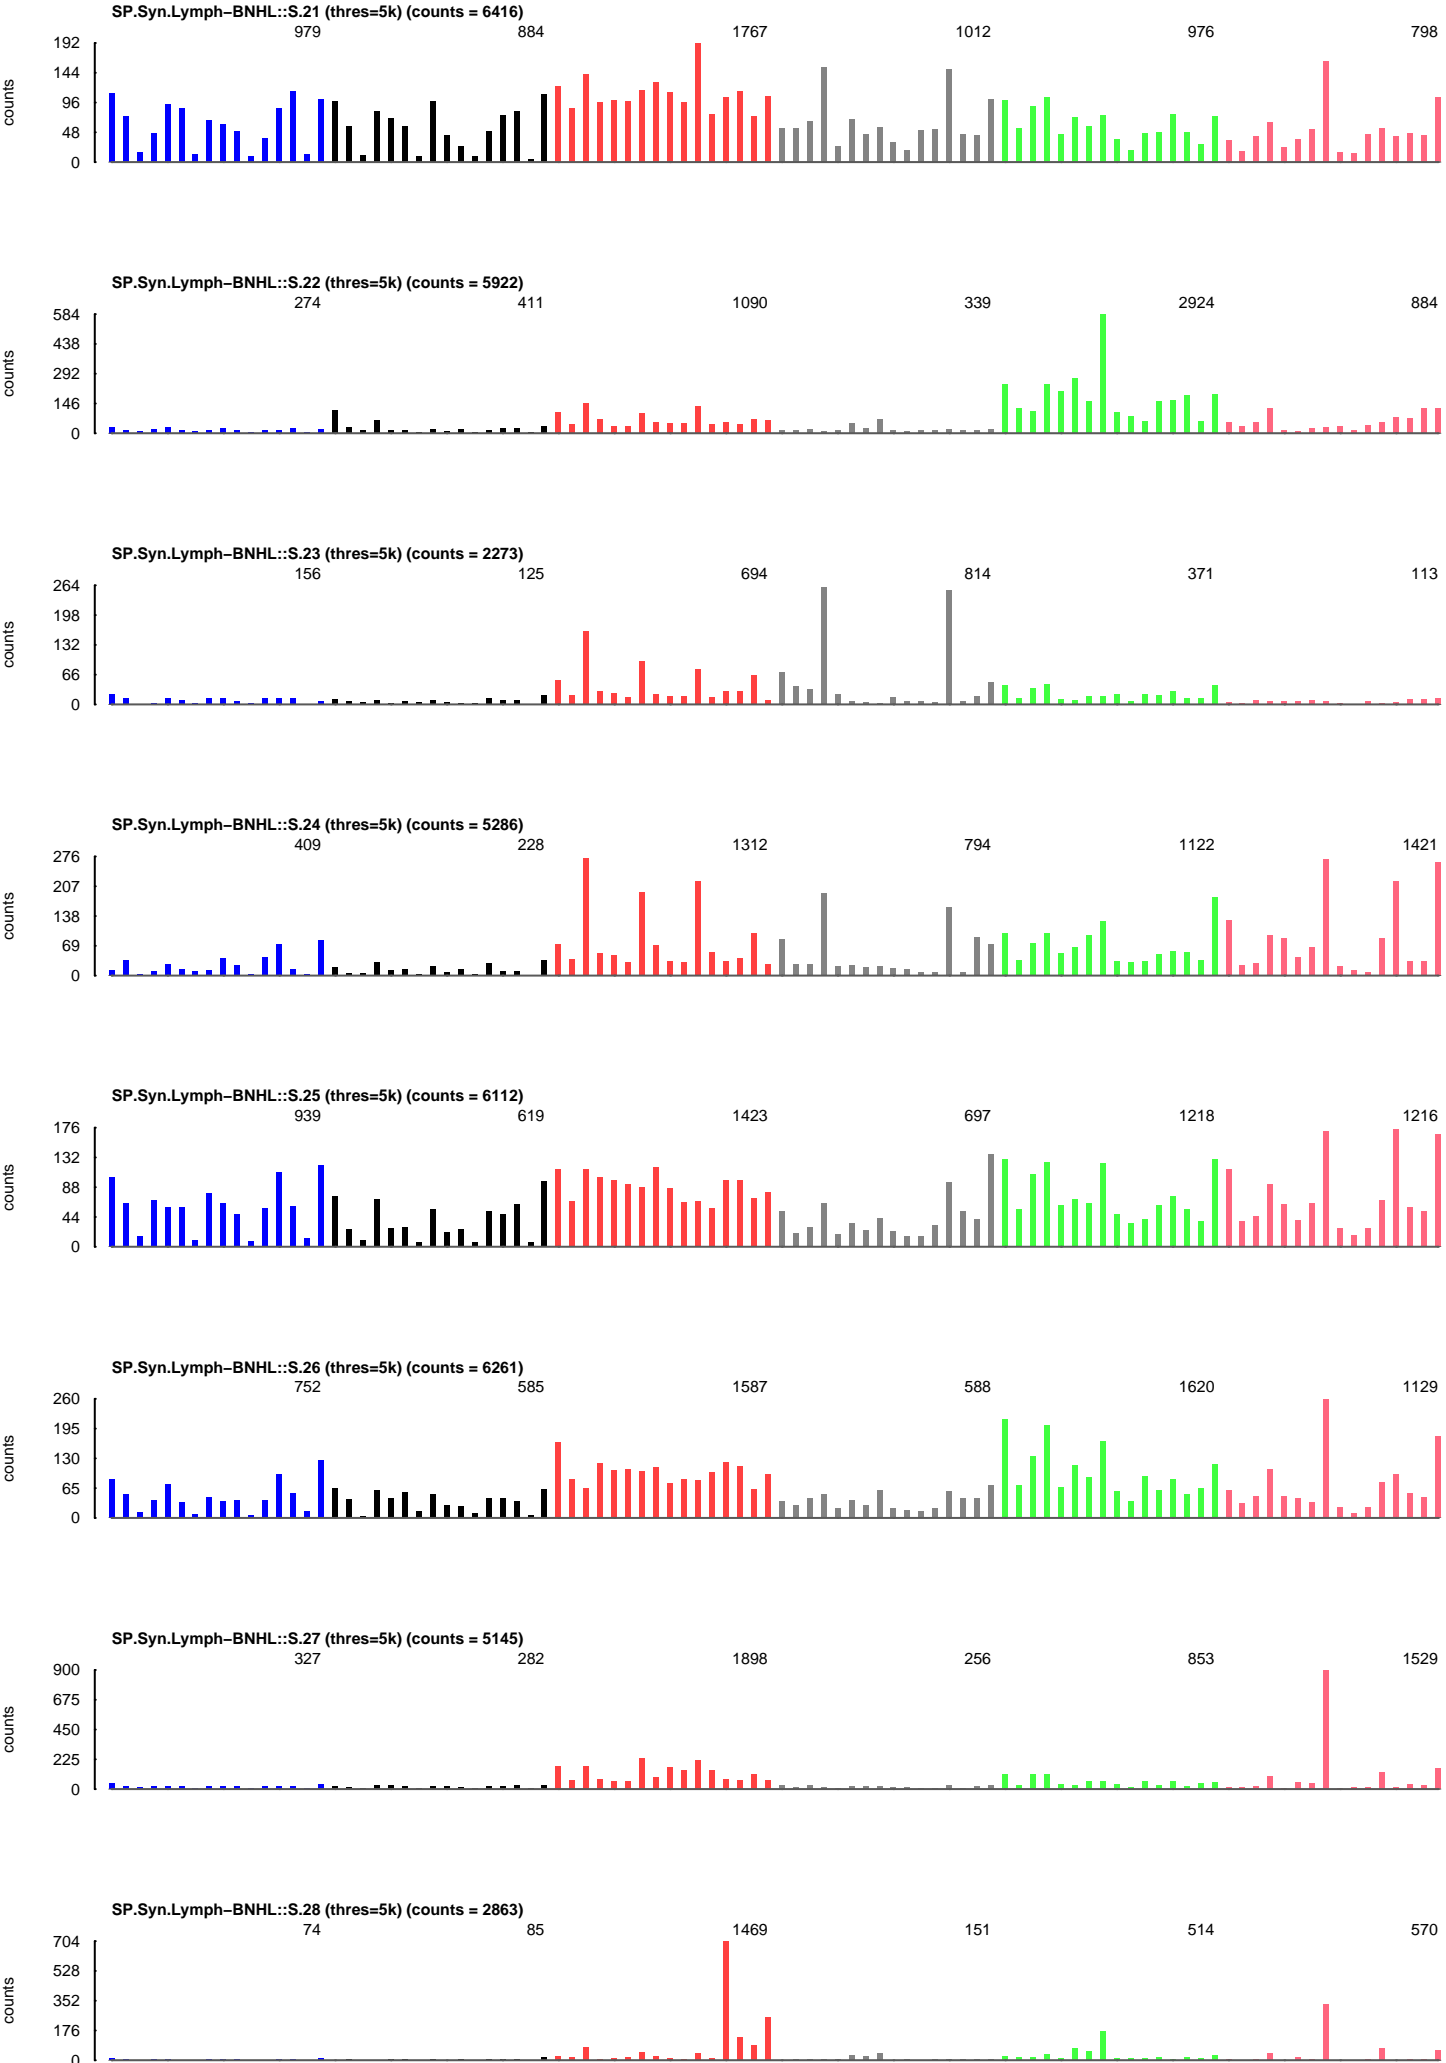 SP.Syn.Lymph−BNHL::S.21 (thres=5k) (counts = 6416)
979 884 1767 1012 976 798
192
144
96
48
0
counts
SP.Syn.Lymph−BNHL::S.22 (thres=5k) (counts = 5922)
274 411 1090 339 2924 884
584
438
292
146
0
counts
SP.Syn.Lymph−BNHL::S.23 (thres=5k) (counts = 2273)
156 125 694 814 371 113
264
198
132
66
0
counts
SP.Syn.Lymph−BNHL::S.24 (thres=5k) (counts = 5286)
409 228 1312 794 1122 1421
276
207
138
69
0
counts
SP.Syn.Lymph−BNHL::S.25 (thres=5k) (counts = 6112)
939 619 1423 697 1218 1216
176
132
88
44
0
counts
SP.Syn.Lymph−BNHL::S.26 (thres=5k) (counts = 6261)
752 585 1587 588 1620 1129
260
195
130
65
0
counts
SP.Syn.Lymph−BNHL::S.27 (thres=5k) (counts = 5145)
327 282 1898 256 853 1529
900
675
450
225
0
counts
SP.Syn.Lymph−BNHL::S.28 (thres=5k) (counts = 2863)
74 85 1469 151 514 570
704
528
352
176
0
counts